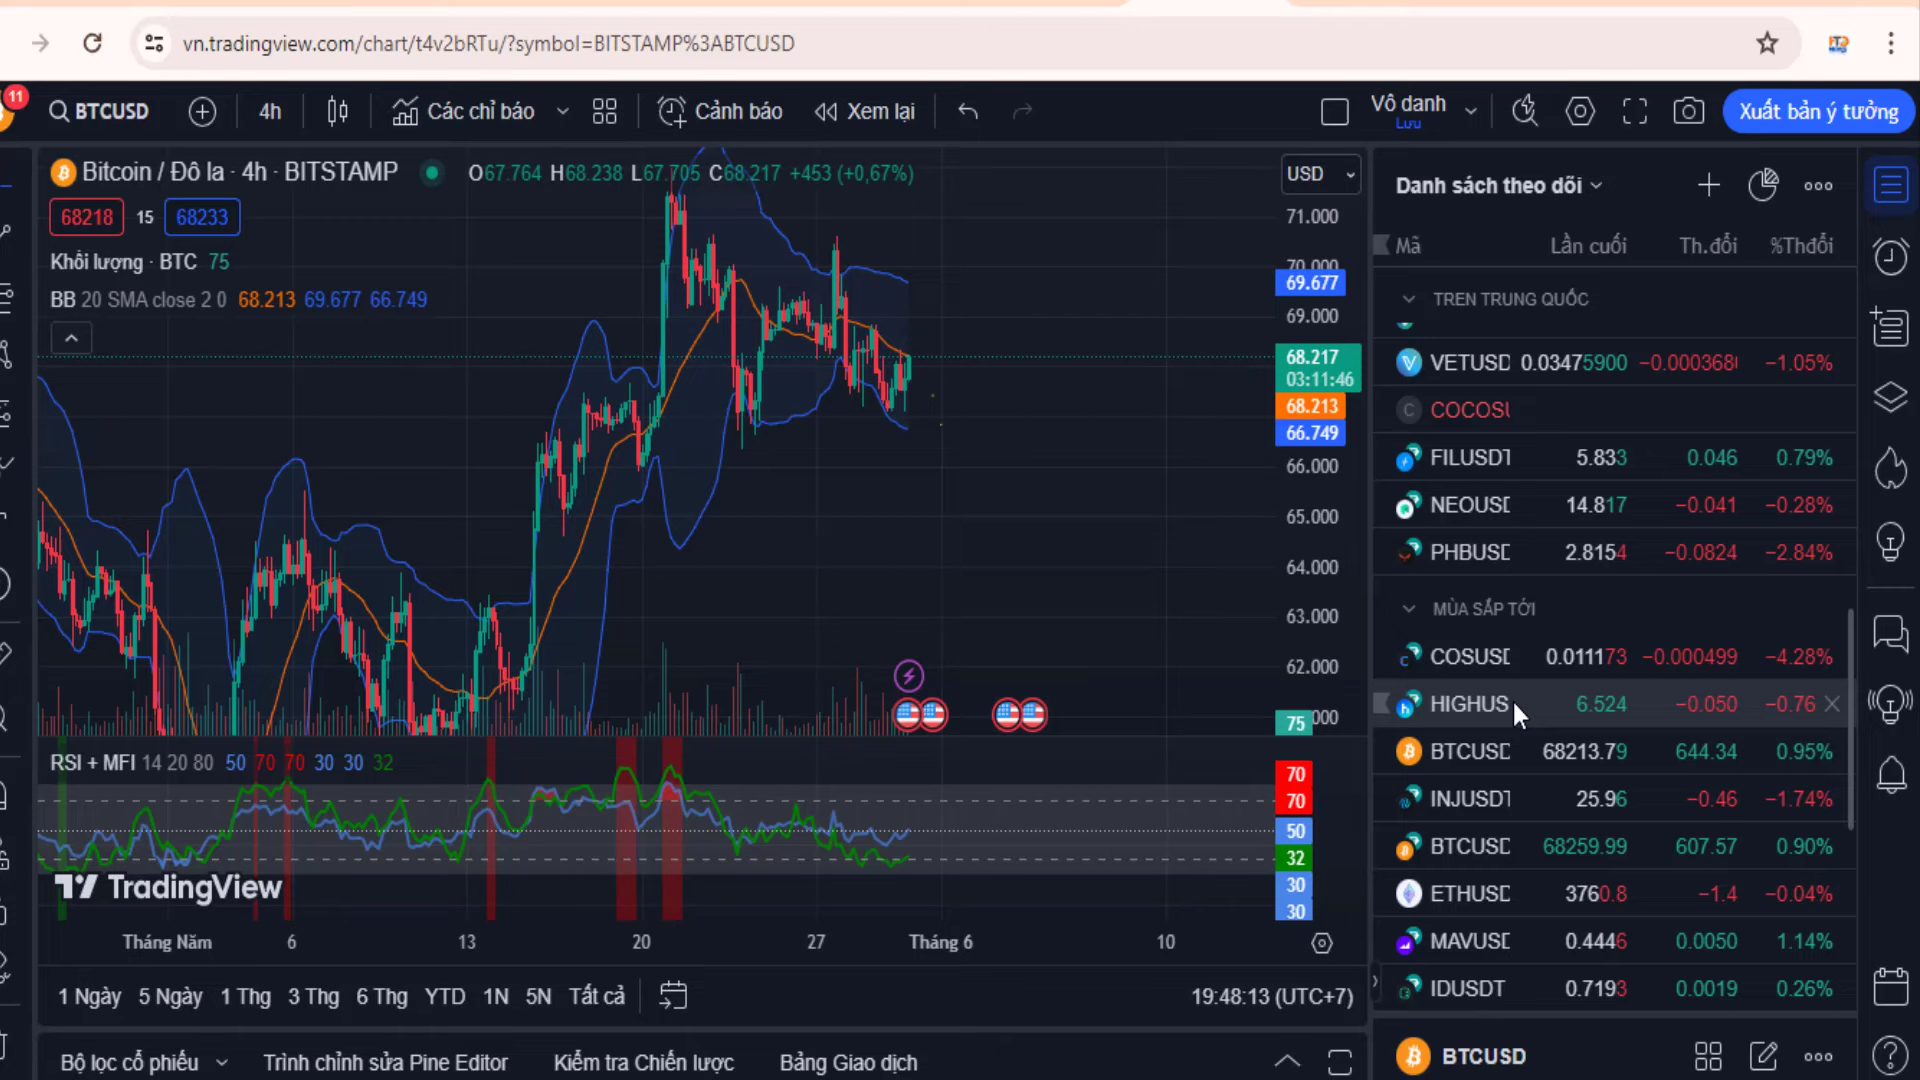 vn.tradingview.com/chart/t4v2bRTu/?symbol=BITSTAMP%3ABTCUSD
11
BTCUSD
4h
Các chỉ báo
Cảnh báo
Xem lại
Vô danh
Lưu
Xuất bản ý tưởng
Bitcoin / Đô la · 4h · BITSTAMP
O67.764 H68.238 L67.705 C68.217 +453 (+0,67%)
USD
68218 15 68233
Khối lượng · BTC 75
BB 20 SMA close 2 0 68.213 69.677 66.749
71.000
70.000
69.677
69.000
68.217
03:11:46
68.213
66.749
66.000
65.000
64.000
63.000
62.000
75
000
RSI + MFI 14 20 80 50 70 70 30 30 32
70
70
50
32
30
30
TradingView
Tháng Năm 6 13 20 27 Tháng 6 10
1 Ngày 5 Ngày 1 Thg 3 Thg 6 Thg YTD 1N 5N Tất cả
19:48:13 (UTC+7)
Bộ lọc cổ phiếu Trình chỉnh sửa Pine Editor Kiểm tra Chiến lược Bảng Giao dịch
Danh sách theo dõi
Mã Lần cuối Th.đổi %Thđổi
TREN TRUNG QUỐC
VETUSD 0.03475900 −0.000368 −1.05%
COCOSU
FILUSDT 5.833 0.046 0.79%
NEOUSD 14.817 −0.041 −0.28%
PHBUSD 2.8154 −0.0824 −2.84%
MÙA SẮP TỚI
COSUSD 0.011173 −0.000499 −4.28%
HIGHUS 6.524 −0.050 −0.76
BTCUSD 68213.79 644.34 0.95%
INJUSDT 25.96 −0.46 −1.74%
BTCUSD 68259.99 607.57 0.90%
ETHUSD 3760.8 −1.4 −0.04%
MAVUSD 0.4446 0.0050 1.14%
IDUSDT 0.7193 0.0019 0.26%
BTCUSD